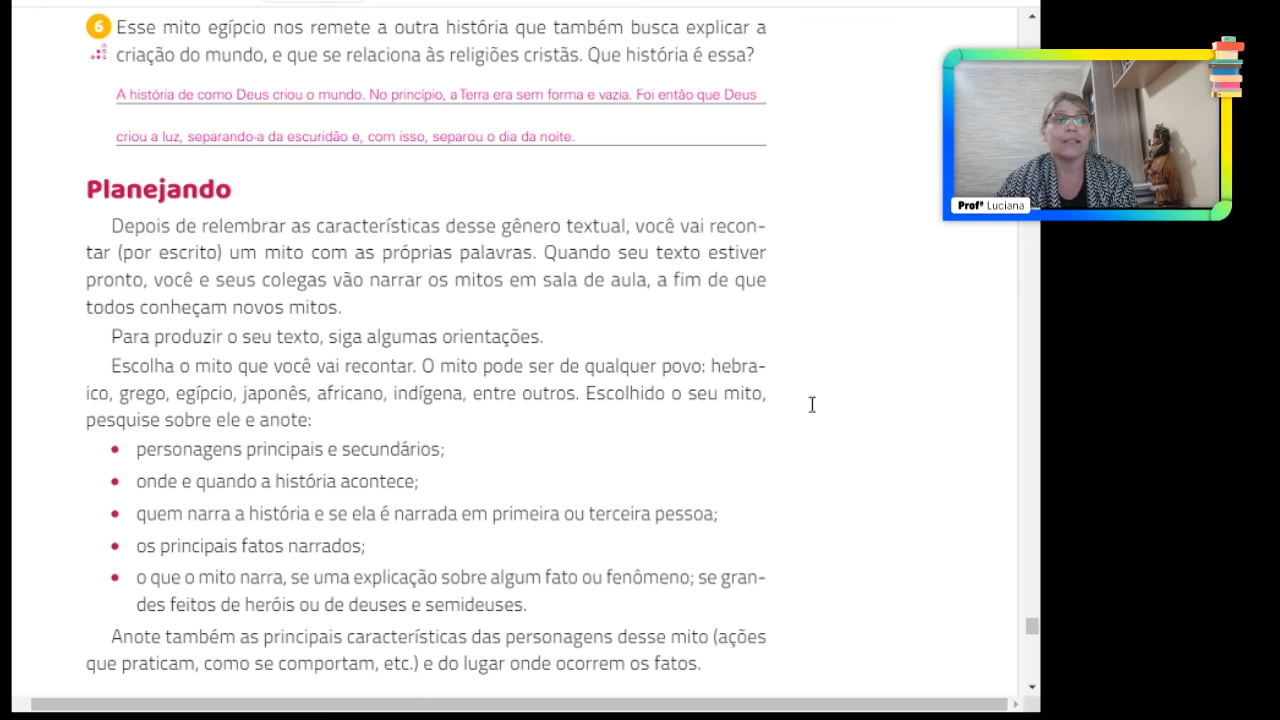 6 Esse mito egípcio nos remete a outra história que também busca explicar a
criação do mundo, e que se relaciona às religiões cristãs. Que história é essa?
A história de como Deus criou o mundo. No princípio, a Terra era sem forma e vazia. Foi então que Deus
criou a luz, separando-a da escuridão e, com isso, separou o dia da noite.
Planejando
Depois de relembrar as características desse gênero textual, você vai recon-
tar (por escrito) um mito com as próprias palavras. Quando seu texto estiver
pronto, você e seus colegas vão narrar os mitos em sala de aula, a fim de que
todos conheçam novos mitos.
Para produzir o seu texto, siga algumas orientações.
Escolha o mito que você vai recontar. O mito pode ser de qualquer povo: hebra-
ico, grego, egípcio, japonês, africano, indígena, entre outros. Escolhido o seu mito,
pesquise sobre ele e anote:
• personagens principais e secundários;
• onde e quando a história acontece;
• quem narra a história e se ela é narrada em primeira ou terceira pessoa;
• os principais fatos narrados;
• o que o mito narra, se uma explicação sobre algum fato ou fenômeno; se gran-
des feitos de heróis ou de deuses e semideuses.
Anote também as principais características das personagens desse mito (ações
que praticam, como se comportam, etc.) e do lugar onde ocorrem os fatos.
Profª Luciana